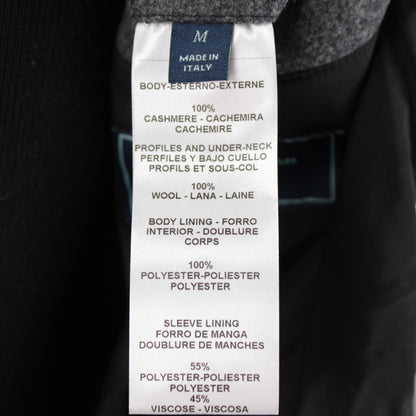 M
MADE IN
ITALY
BODY-ESTERNO-EXTERNE
100%
CASHMERE - CACHEMIRA
CACHEMIRE
PROFILES AND UNDER-NECK
PERFILES Y BAJO CUELLO
PROFILS ET SOUS-COL
100%
WOOL - LANA - LAINE
BODY LINING - FORRO
INTERIOR - DOUBLURE
CORPS
100%
POLYESTER-POLIESTER
POLYESTER
SLEEVE LINING
FORRO DE MANGA
DOUBLURE DE MANCHES
55%
POLYESTER-POLIESTER
POLYESTER
45%
VISCOSE - VISCOSA